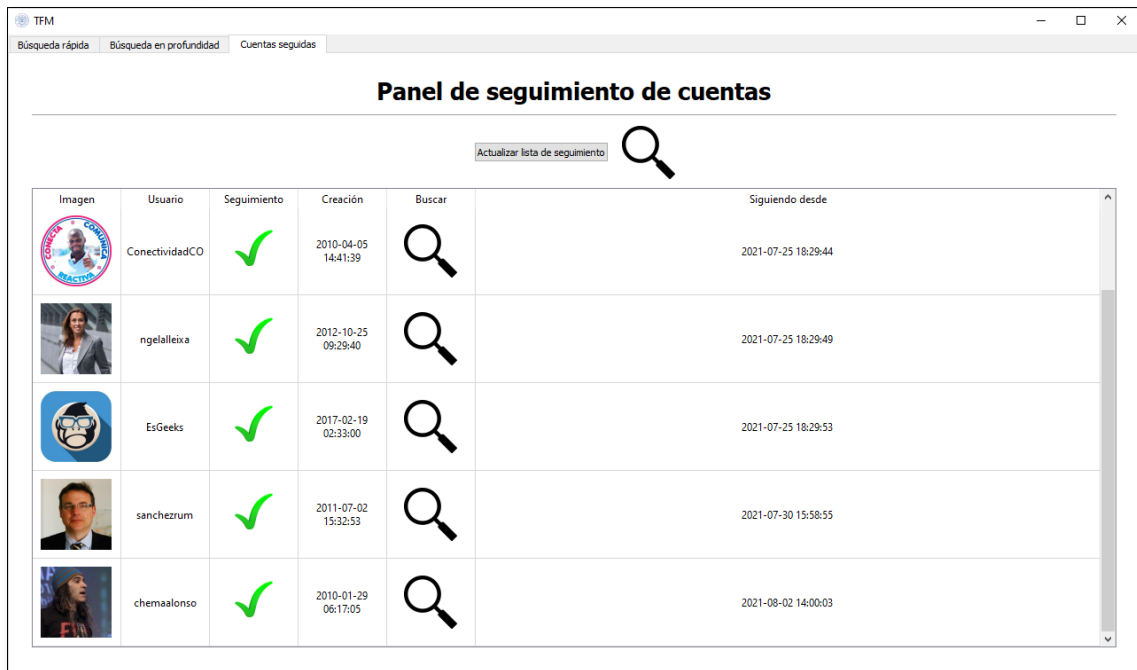 TFM
Búsqueda rápida Búsqueda en profundidad Cuentas seguidas
Panel de seguimiento de cuentas
Actualizar lista de seguimiento
Imagen Usuario Seguimiento Creación Buscar Siguiendo desde
CONECTA COMUNICA REACTIVA
ConectividadCO
2010-04-05
14:41:39
2021-07-25 18:29:44
ngelalleixa
2012-10-25
09:29:40
2021-07-25 18:29:49
EsGeeks
2017-02-19
02:33:00
2021-07-25 18:29:53
sanchezrum
2011-07-02
15:32:53
2021-07-30 15:58:55
chemaalonso
2010-01-29
06:17:05
2021-08-02 14:00:03